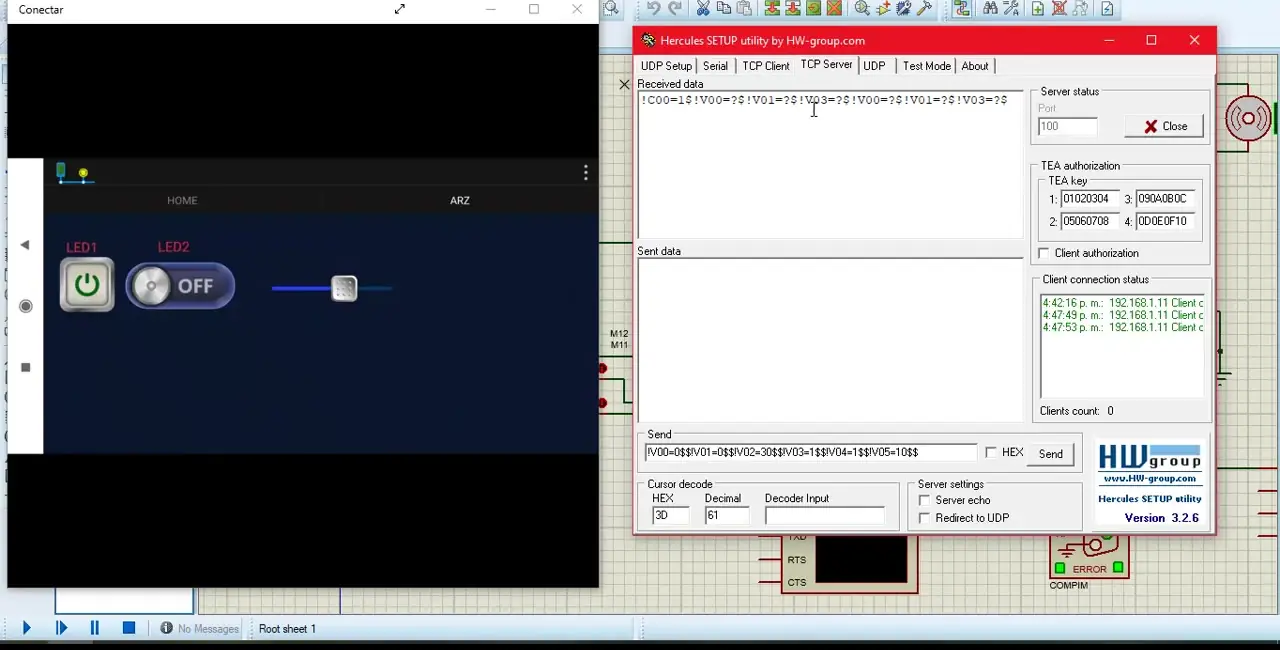 Conectar
HOME
ARZ
LED1
LED2
OFF
Hercules SETUP utility by HW-group.com
UDP Setup
Serial
TCP Client
TCP Server
UDP
Test Mode
About
Received data
!C00=1$!V00=?$!V01=?$!V03=?$!V00=?$!V01=?$!V03=?$
Sent data
Server status
Port
100
Close
TEA authorization
TEA key
1: 01020304 3: 090A0B0C
2: 05060708 4: 0D0E0F10
Client authorization
Client connection status
4:42:16 p. m.: 192.168.1.11 Client c
4:47:49 p. m.: 192.168.1.11 Client c
4:47:53 p. m.: 192.168.1.11 Client c
Clients count: 0
Send
!V00=0$$!V01=0$$!V02=30$$!V03=1$$!V04=1$$!V05=10$$
HEX
Send
Cursor decode
HEX
Decimal
Decoder Input
3D
61
Server settings
Server echo
Redirect to UDP
HW group
www.HW-group.com
Hercules SETUP utility
Version 3.2.6
M12
M11
TXD
RTS
CTS
ERROR
COMPIM
No Messages
Root sheet 1